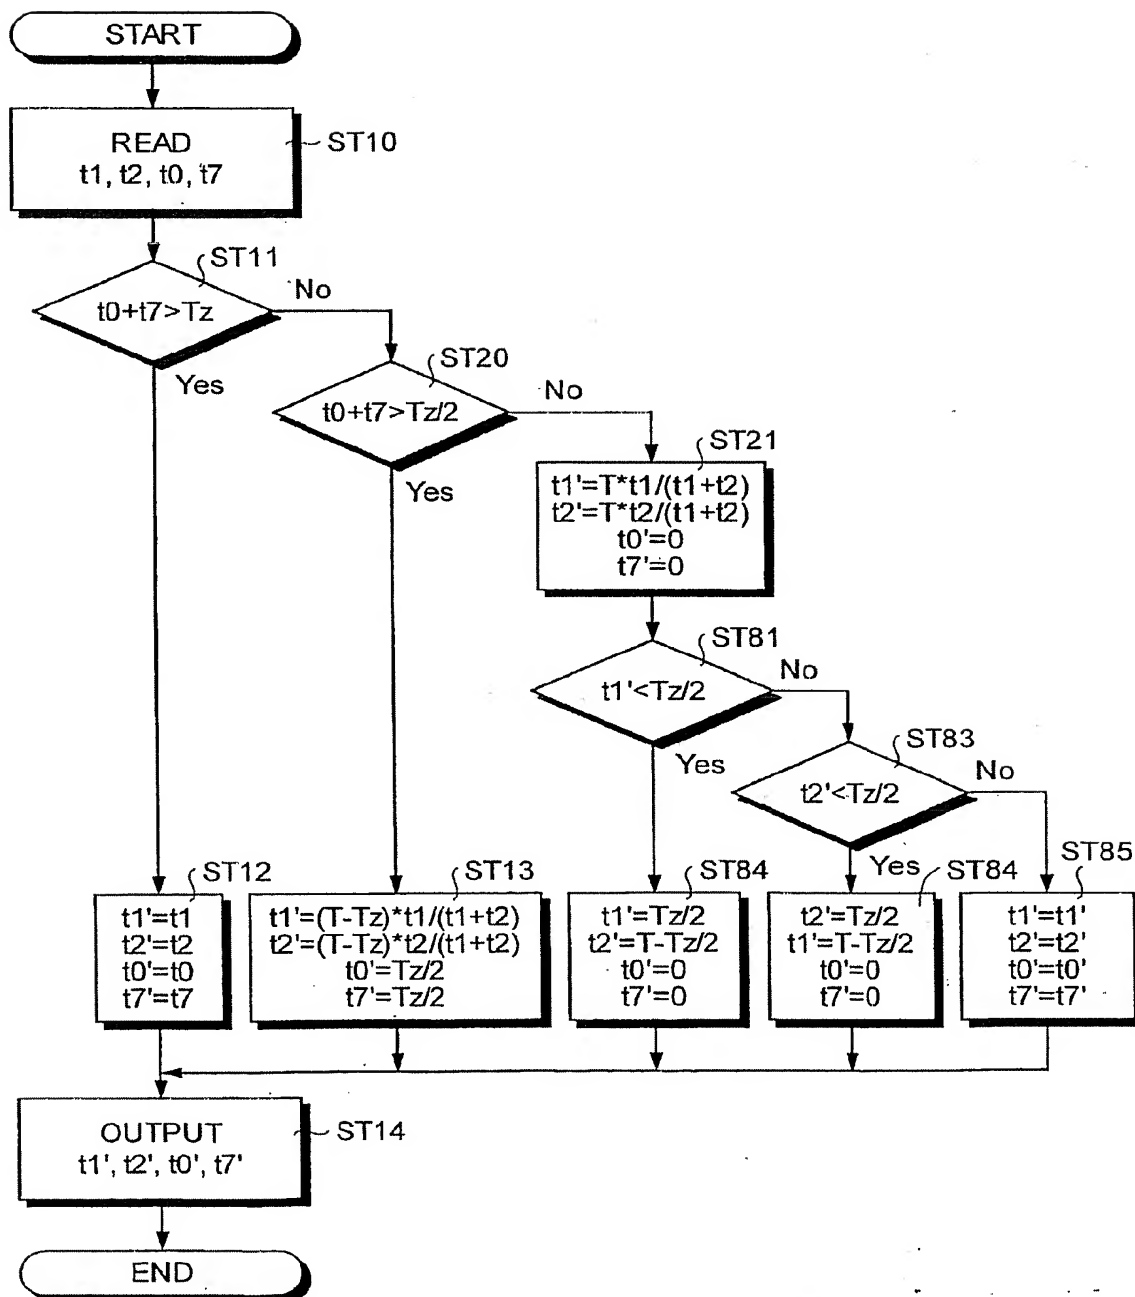 START
READ
t1, t2, t0, t7
ST10
ST11
t0+t7>Tz
No
Yes
ST20
t0+t7>Tz/2
No
Yes
ST21
t1'=T*t1/(t1+t2)
t2'=T*t2/(t1+t2)
t0'=0
t7'=0
ST81
t1'<Tz/2
No
Yes
ST83
t2'<Tz/2
No
Yes
ST12
t1'=t1
t2'=t2
t0'=t0
t7'=t7
ST13
t1'=(T-Tz)*t1/(t1+t2)
t2'=(T-Tz)*t2/(t1+t2)
t0'=Tz/2
t7'=Tz/2
ST84
t1'=Tz/2
t2'=T-Tz/2
t0'=0
t7'=0
ST84
t2'=Tz/2
t1'=T-Tz/2
t0'=0
t7'=0
ST85
t1'=t1'
t2'=t2'
t0'=t0'
t7'=t7'
OUTPUT
t1', t2', t0', t7'
ST14
END